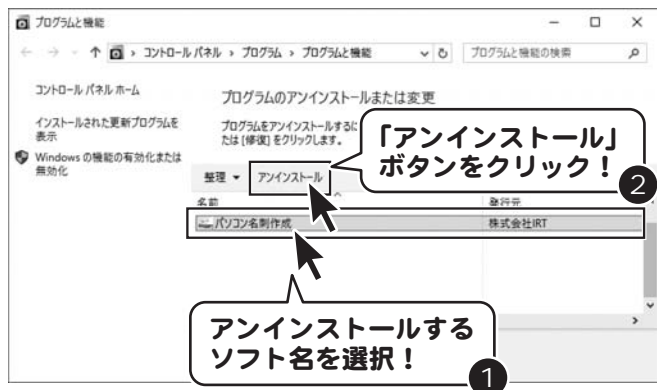 プログラムと機能
コントロール パネル › プログラム › プログラムと機能
プログラムと機能の検索
コントロール パネル ホーム
インストールされた更新プログラムを
表示
Windows の機能の有効化または
無効化
プログラムのアンインストールまたは変更
プログラムをアンインストールするに
たは [修復] をクリックします。
整理 ▼ アンインストール
名前 発行元
パソコン名刺作成 株式会社IRT
「アンインストール」
ボタンをクリック！
2
アンインストールする
ソフト名を選択！
1